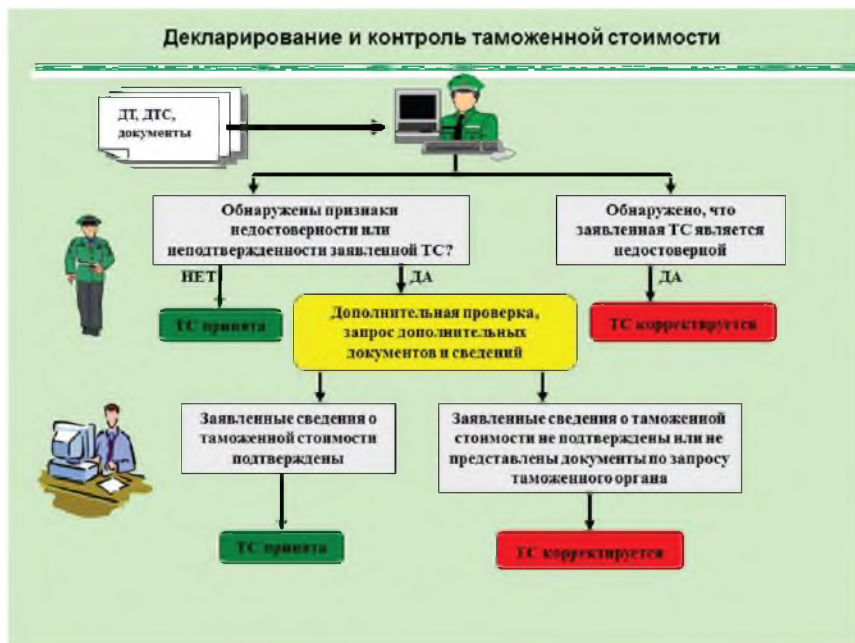 Декларирование и контроль таможенной стоимости
ДТ, ДТС,
документы
Обнаружены признаки
недостоверности или
неподтвержденности заявленной ТС?
Обнаружено, что
заявленная ТС является
недостоверной
НЕТ
ДА
ДА
ТС принята
Дополнительная проверка,
запрос дополнительных
документов и сведений
ТС корректируется
Заявленные сведения о
таможенной стоимости
подтверждены
Заявленные сведения о таможенной
стоимости не подтверждены или не
представлены документы по запросу
таможенного органа
ТС принята
ТС корректируется